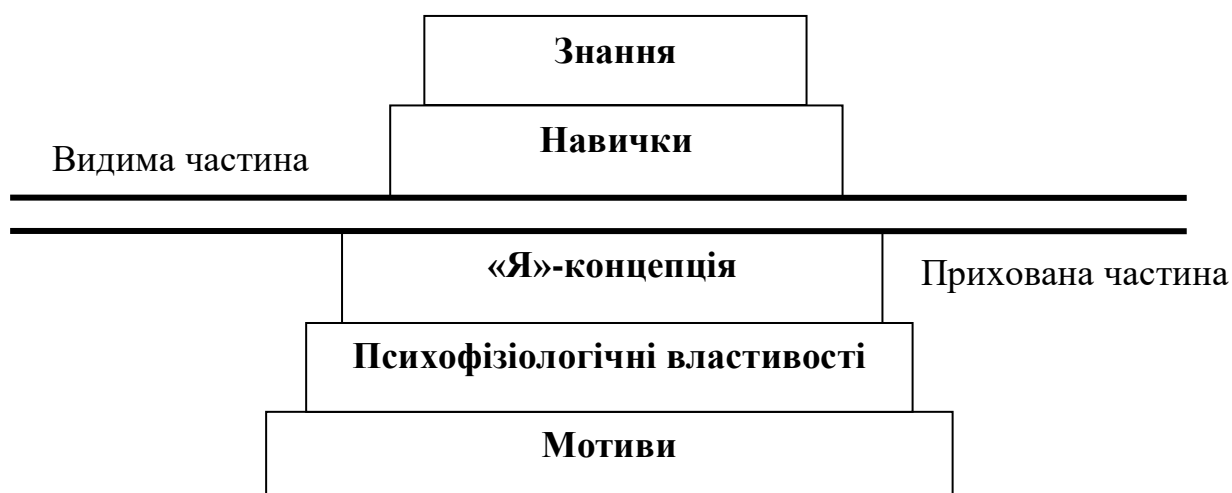 Знання
Навички
Видима частина
«Я»-концепція
Прихована частина
Психофізіологічні властивості
Мотиви